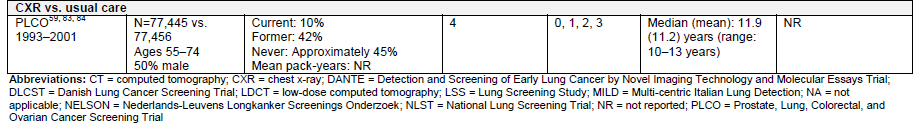 CXR vs. usual care
PLCO59, 83, 84 N=77,445 vs. Current: 10% 4 0, 1, 2, 3 Median (mean): 11.9 NR
1993–2001 77,456 Former: 42% (11.2) years (range:
Ages 55–74 Never: Approximately 45% 10–13 years)
50% male Mean pack-years: NR
Abbreviations: CT = computed tomography; CXR = chest x-ray; DANTE = Detection and Screening of Early Lung Cancer by Novel Imaging Technology and Molecular Essays Trial;
DLCST = Danish Lung Cancer Screening Trial; LDCT = low-dose computed tomography; LSS = Lung Screening Study; MILD = Multi-centric Italian Lung Detection; NA = not
applicable; NELSON = Nederlands-Leuvens Longkanker Screenings Onderzoek; NLST = National Lung Screening Trial; NR = not reported; PLCO = Prostate, Lung, Colorectal, and
Ovarian Cancer Screening Trial